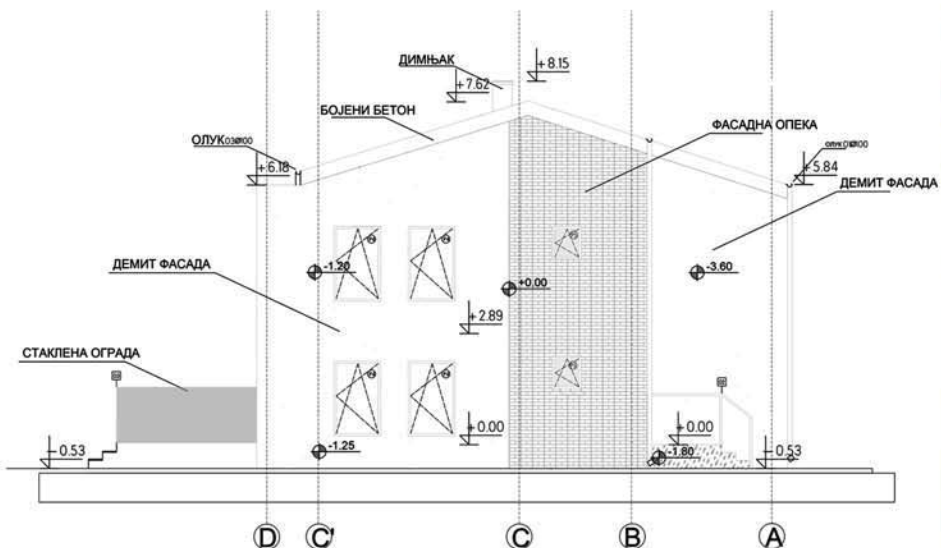 ДИМЊАК
+8.15
+7.62
БОЈЕНИ БЕТОН
ФАСАДНА ОПЕКА
ОЛУК
+6.18
+5.84
ДЕМИТ ФАСАДА
ДЕМИТ ФАСАДА
-1.20
-3.60
+0,00
+2.89
СТАКЛЕНА ОГРАДА
+0.00
+0.00
-0.53
-1.25
-1.80
-0.53
D
C'
C
B
A